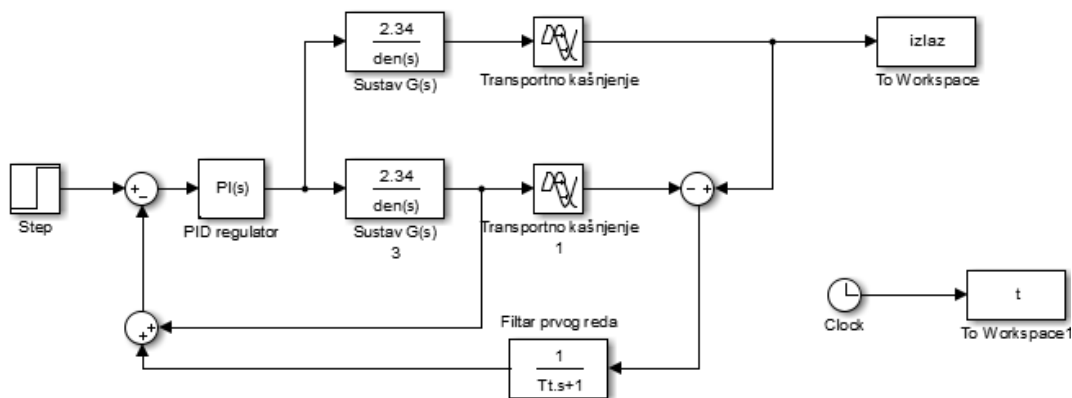 2.34
den(s)
Sustav G(s)
Transportno kašnjenje
izlaz
To Workspace
Step
+
−
PI(s)
PID regulator
2.34
den(s)
Sustav G(s)
3
Transportno kašnjenje
1
− +
+
+
Filtar prvog reda
1
Tt.s+1
Clock
t
To Workspace1